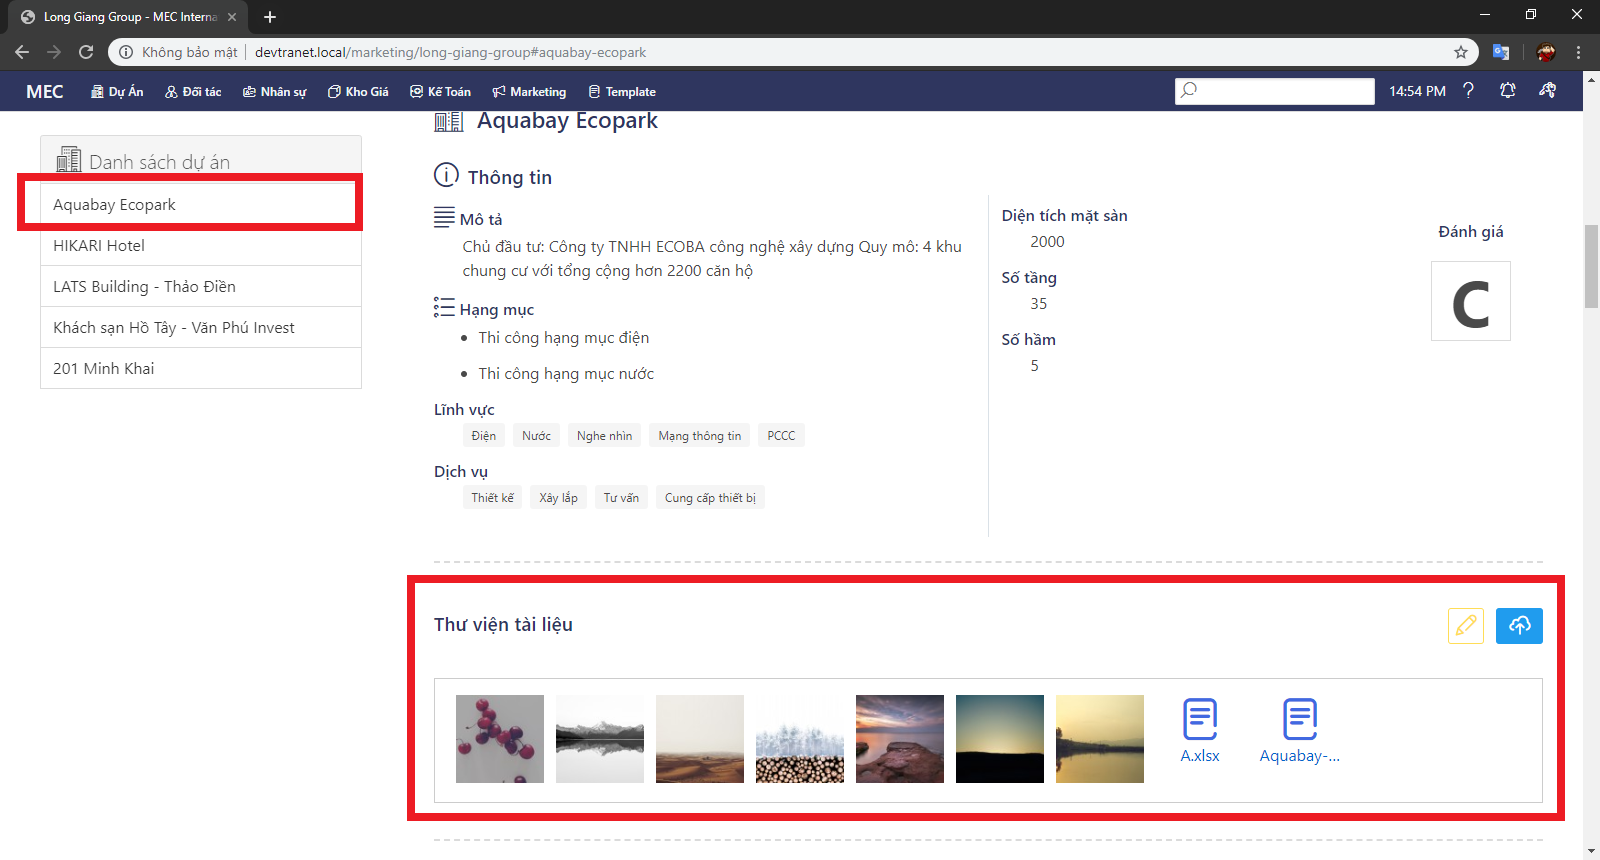 Long Giang Group - MEC Interna
Không bảo mật
devtranet.local/marketing/long-giang-group#aquabay-ecopark
MEC
Dự Án
Đối tác
Nhân sự
Kho Giá
Kế Toán
Marketing
Template
14:54 PM
Danh sách dự án
Aquabay Ecopark
HIKARI Hotel
LATS Building - Thảo Điền
Khách sạn Hồ Tây - Văn Phú Invest
201 Minh Khai
Aquabay Ecopark
Thông tin
Mô tả
Chủ đầu tư: Công ty TNHH ECOBA công nghệ xây dựng Quy mô: 4 khu
chung cư với tổng cộng hơn 2200 căn hộ
Hạng mục
Thi công hạng mục điện
Thi công hạng mục nước
Lĩnh vực
Điện
Nước
Nghe nhìn
Mạng thông tin
PCCC
Dịch vụ
Thiết kế
Xây lắp
Tư vấn
Cung cấp thiết bị
Diện tích mặt sàn
2000
Số tầng
35
Số hầm
5
Đánh giá
C
Thư viện tài liệu
A.xlsx
Aquabay-...